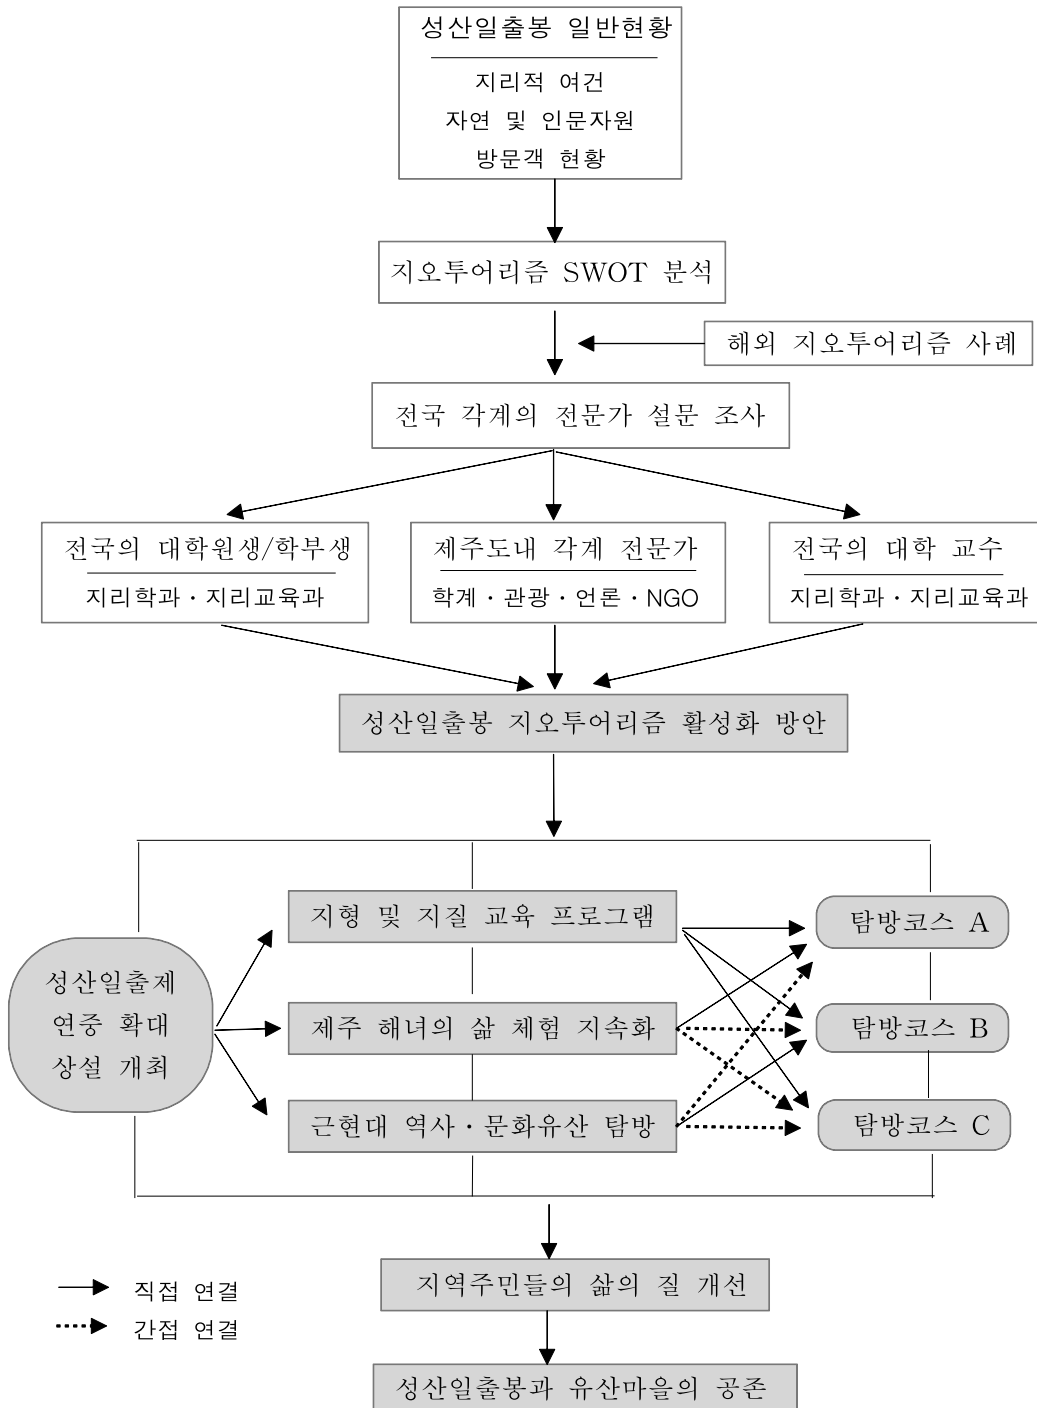 성산일출봉 일반현황
지리적 여건
자연 및 인문자원
방문객 현황
지오투어리즘 SWOT 분석
해외 지오투어리즘 사례
전국 각계의 전문가 설문 조사
전국의 대학원생/학부생
지리학과·지리교육과
제주도내 각계 전문가
학계·관광·언론·NGO
전국의 대학 교수
지리학과·지리교육과
성산일출봉 지오투어리즘 활성화 방안
성산일출제
연중 확대
상설 개최
지형 및 지질 교육 프로그램
제주 해녀의 삶 체험 지속화
근현대 역사·문화유산 탐방
탐방코스 A
탐방코스 B
탐방코스 C
지역주민들의 삶의 질 개선
직접 연결
간접 연결
성산일출봉과 유산마을의 공존